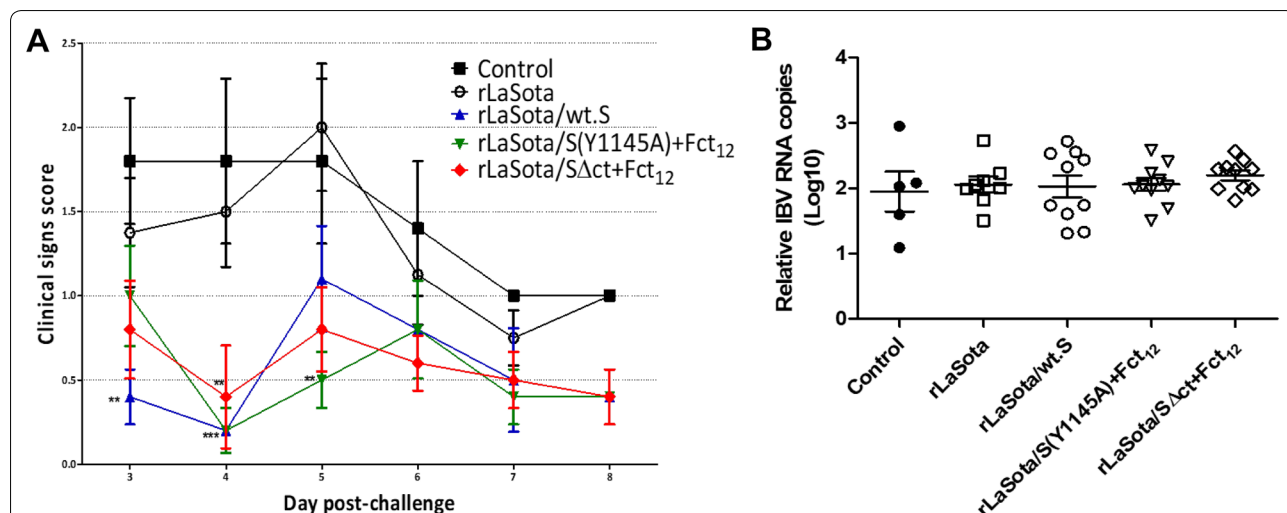 A
Clinical signs score
2.5
2.0
1.5
1.0
0.5
0.0
Control
rLaSota
rLaSota/wt.S
rLaSota/S(Y1145A)+Fct12
rLaSota/SΔct+Fct12
**
***
**
**
3 4 5 6 7 8
Day post-challenge
B
Relative IBV RNA copies
(Log10)
4
3
2
1
0
Control
rLaSota
rLaSota/wt.S
rLaSota/S(Y1145A)+Fct12
rLaSota/SΔct+Fct12